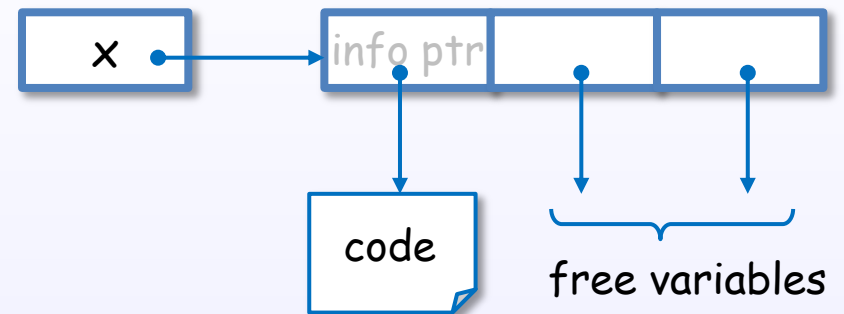 x
info ptr
code
free variables